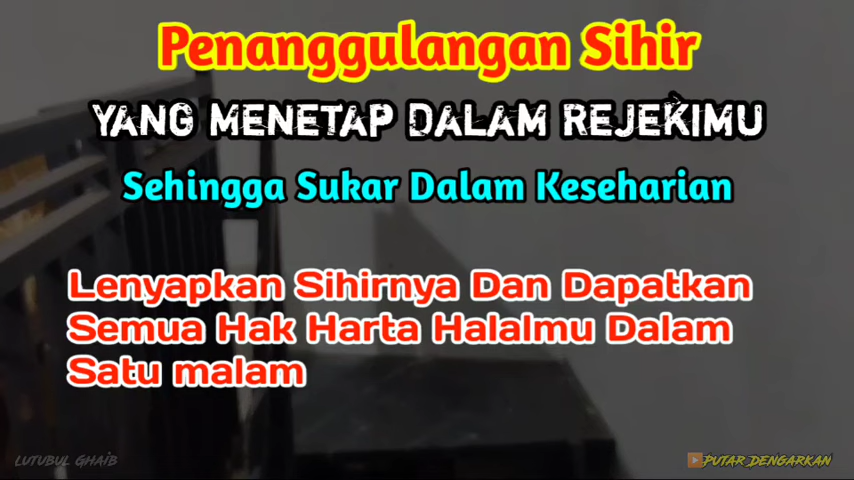 Penanggulangan Sihir
YANG MENETAP DALAM REJEKIMU
Sehingga Sukar Dalam Keseharian
Lenyapkan Sihirnya Dan Dapatkan
Semua Hak Harta Halalmu Dalam
Satu malam
LUTUBUL GHAIB
PUTAR DENGARKAN